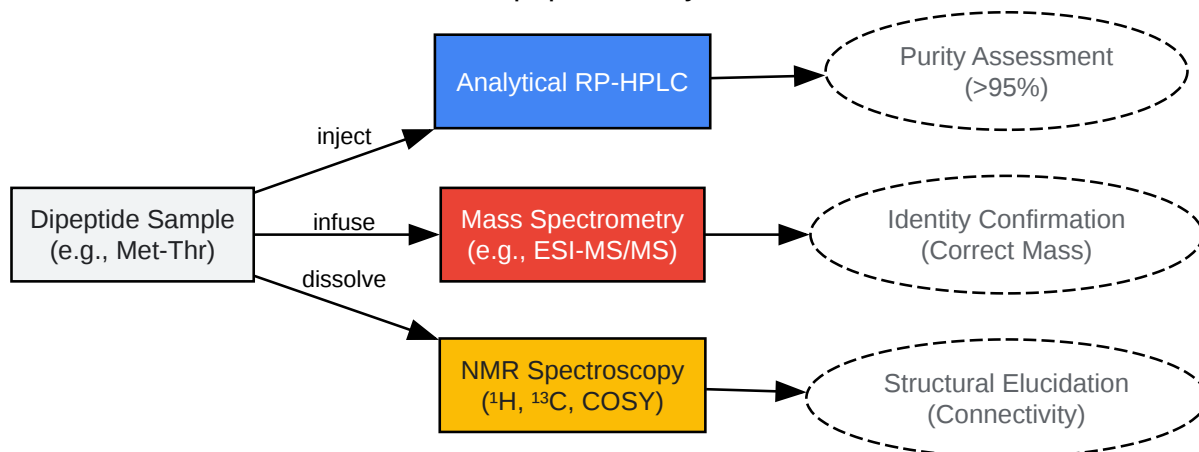 Analytical RP-HPLC
Purity Assessment
(>95%)
inject
Dipeptide Sample
(e.g., Met-Thr)
infuse
Mass Spectrometry
(e.g., ESI-MS/MS)
Identity Confirmation
(Correct Mass)
dissolve
NMR Spectroscopy
(¹H, ¹³C, COSY)
Structural Elucidation
(Connectivity)